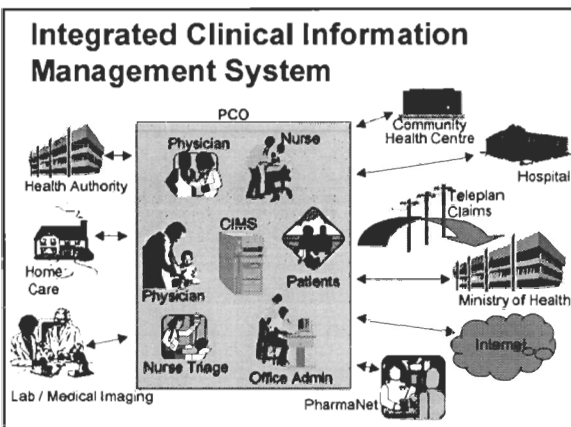 Integrated Clinical Information
Management System
PCO
Physician
Nurse
Community
Health Centre
Hospital
Health Authority
Teleplan
Claims
CIMS
Home
Care
Physician
Patients
Ministry of Health
Nurse Triage
Office Admin
Internet
Lab / Medical Imaging
PharmaNet